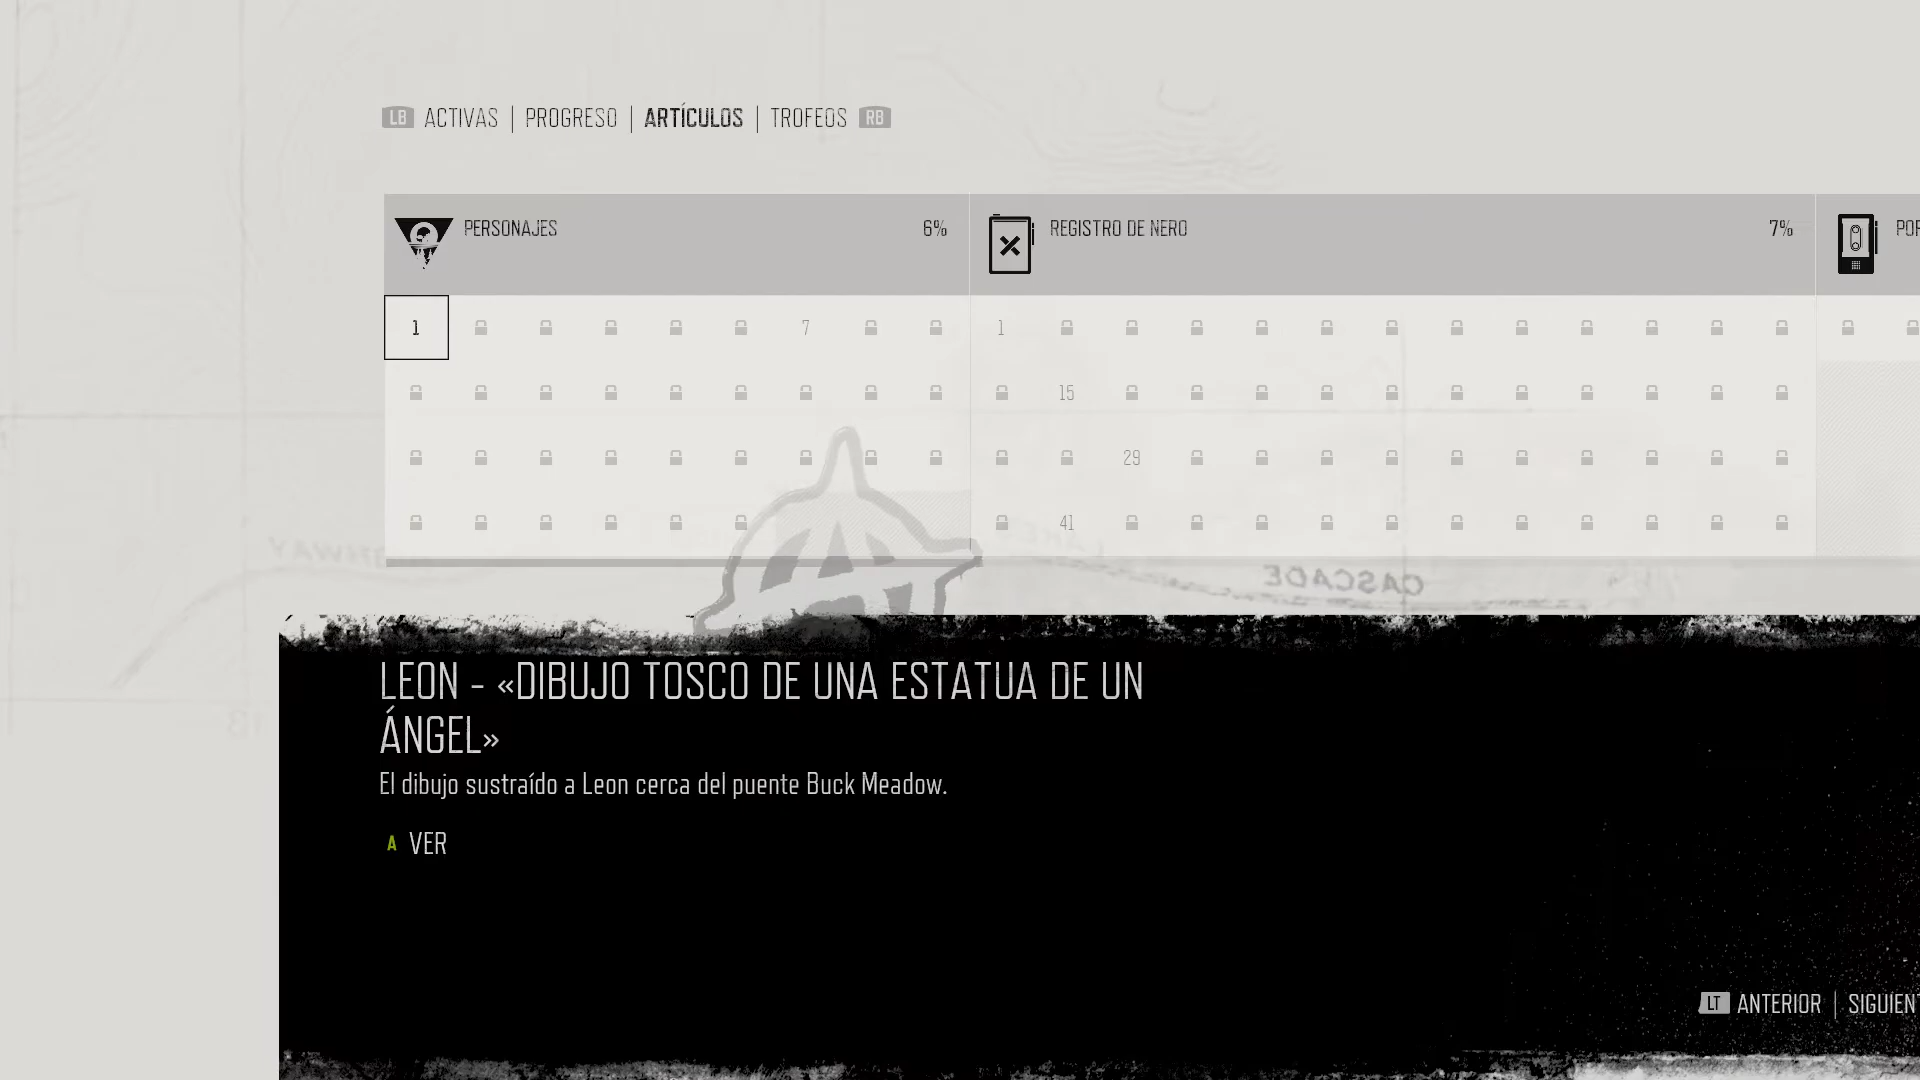 LB ACTIVAS | PROGRESO | ARTÍCULOS | TROFEOS RB
PERSONAJES 6% REGISTRO DE NERO 7%
1 7 1
15
29
41
CASCADE
LEON - «DIBUJO TOSCO DE UNA ESTATUA DE UN
ÁNGEL»
El dibujo sustraído a Leon cerca del puente Buck Meadow.
A VER
LT ANTERIOR | SIGUIENT